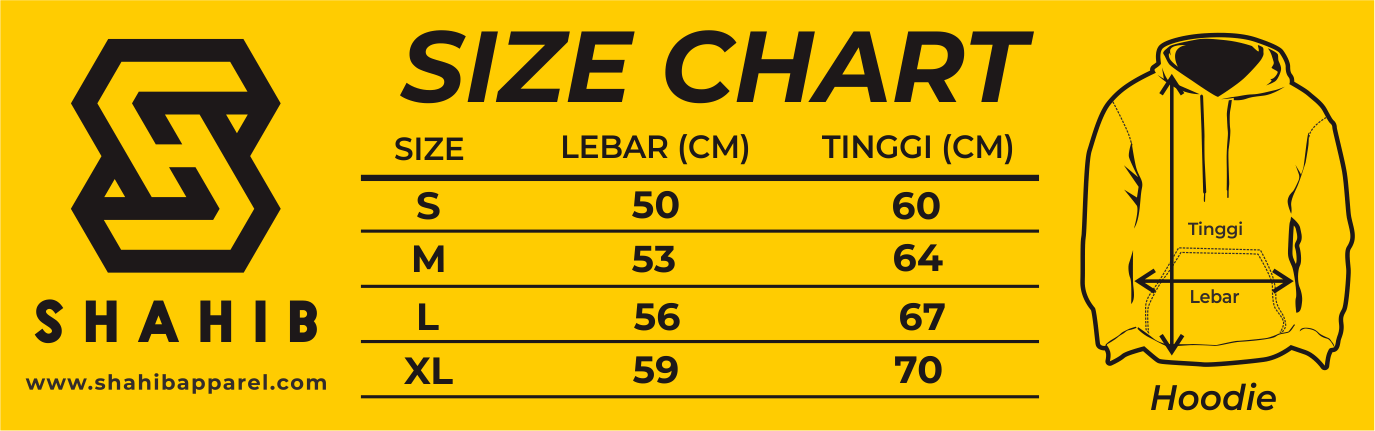 SHAHIB
www.shahibapparel.com
SIZE CHART
SIZE LEBAR (CM) TINGGI (CM)
S 50 60
M 53 64
L 56 67
XL 59 70
Tinggi
Lebar
Hoodie